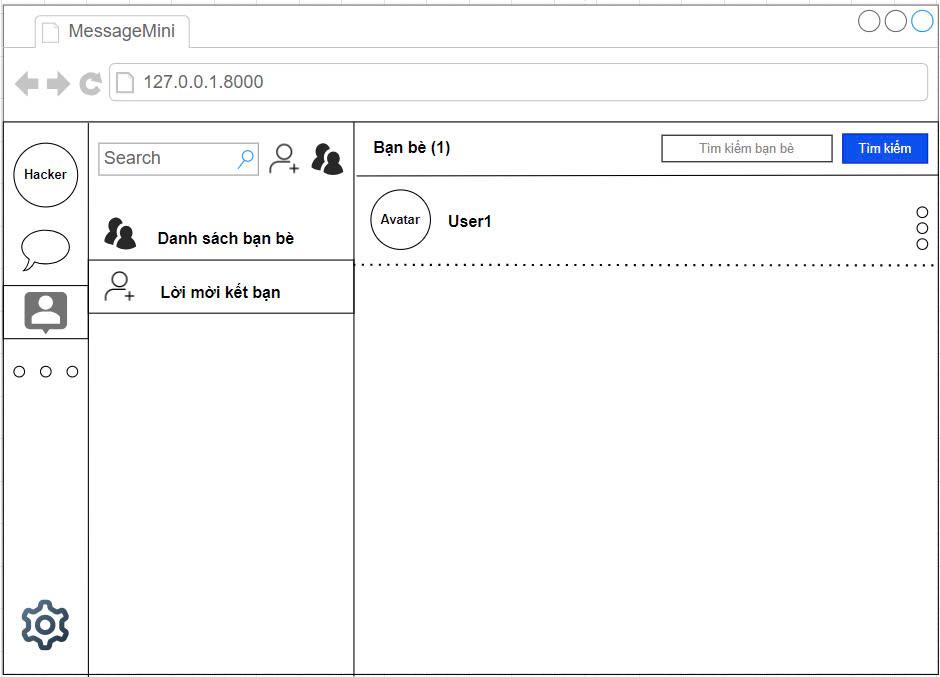 MessageMini
127.0.0.1.8000
Hacker
Search
Danh sách bạn bè
Lời mời kết bạn
Bạn bè (1)
Tìm kiếm bạn bè
Tìm kiếm
Avatar
User1